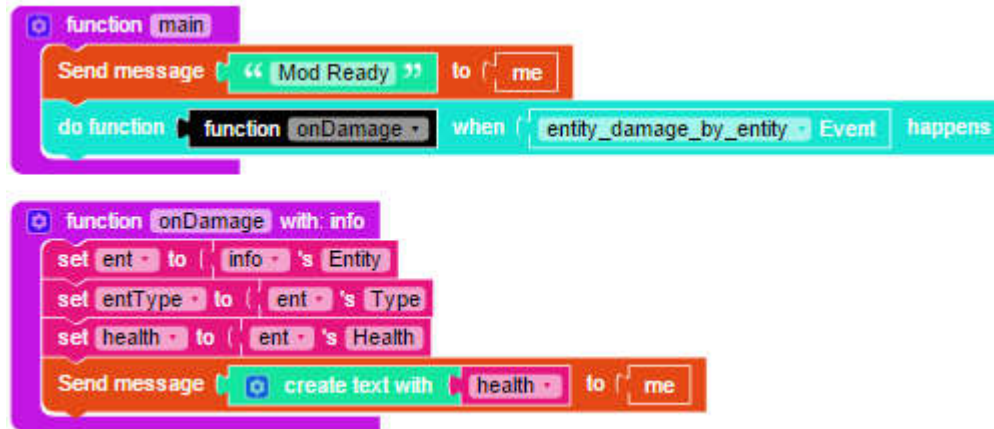 function main
Send message “ Mod Ready ” to me
do function function onDamage when entity_damage_by_entity Event happens
function onDamage with: info
set ent to info 's Entity
set entType to ent 's Type
set health to ent 's Health
Send message create text with health to me